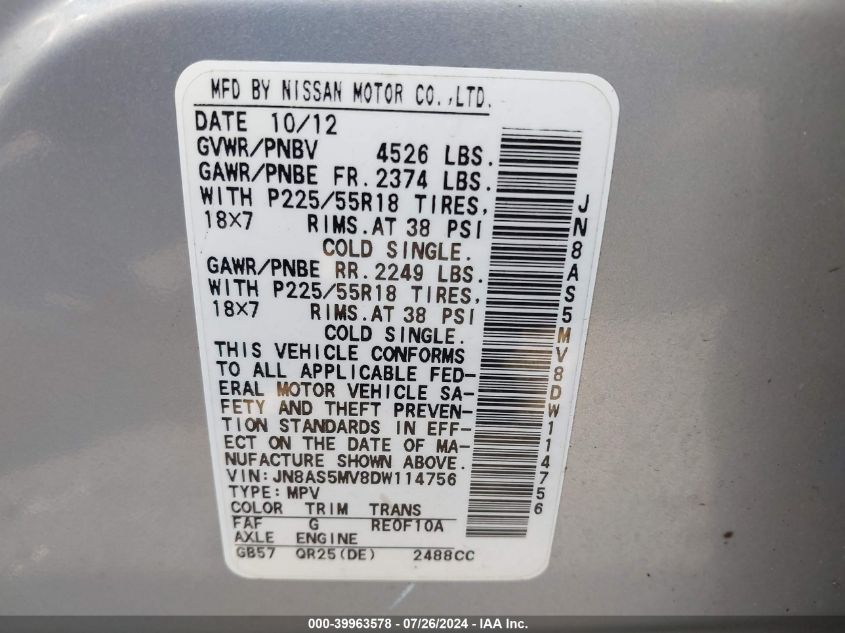 MFD BY NISSAN MOTOR CO.,LTD.
DATE 10/12
GVWR/PNBV 4526 LBS.
GAWR/PNBE FR. 2374 LBS.
WITH P225/55R18 TIRES,
18X7 RIMS. AT 38 PSI
COLD SINGLE.
GAWR/PNBE RR. 2249 LBS.
WITH P225/55R18 TIRES,
18X7 RIMS. AT 38 PSI
COLD SINGLE.
THIS VEHICLE CONFORMS
TO ALL APPLICABLE FED-
ERAL MOTOR VEHICLE SA-
FETY AND THEFT PREVEN-
TION STANDARDS IN EFF-
ECT ON THE DATE OF MA-
NUFACTURE SHOWN ABOVE.
VIN: JN8AS5MV8DW114756
TYPE: MPV
COLOR TRIM TRANS
FAF G RE0F10A
AXLE ENGINE
GB57 QR25(DE) 2488CC
JN8AS5MV8DW114756
000-39963578 - 07/26/2024 - IAA Inc.